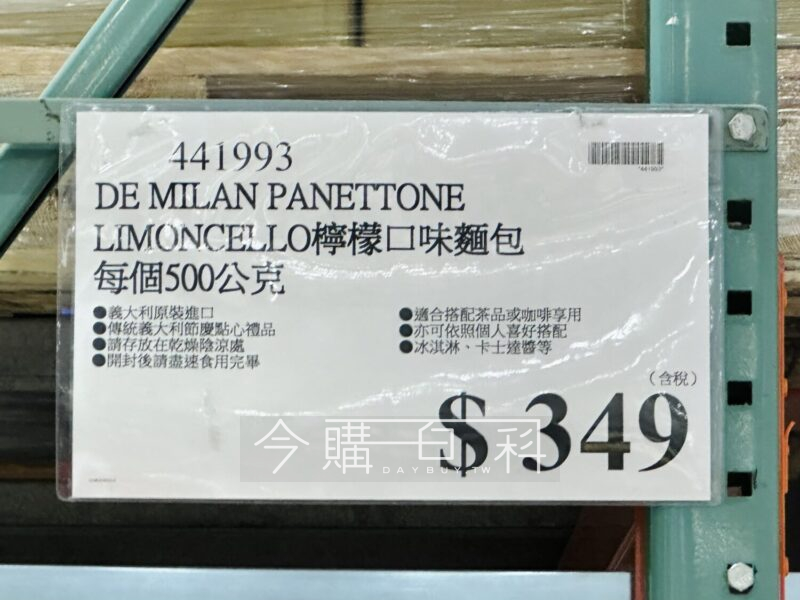 441993
*441993*
DE MILAN PANETTONE
LIMONCELLO檸檬口味麵包
每個500公克
●義大利原裝進口
●傳統義大利節慶點心禮品
●請存放在乾燥陰涼處
●開封後請盡速食用完畢
●適合搭配茶品或咖啡享用
●亦可依照個人喜好搭配
●冰淇淋、卡士達醬等
(含稅)
$ 349
今購百科
DAYBUY.TW